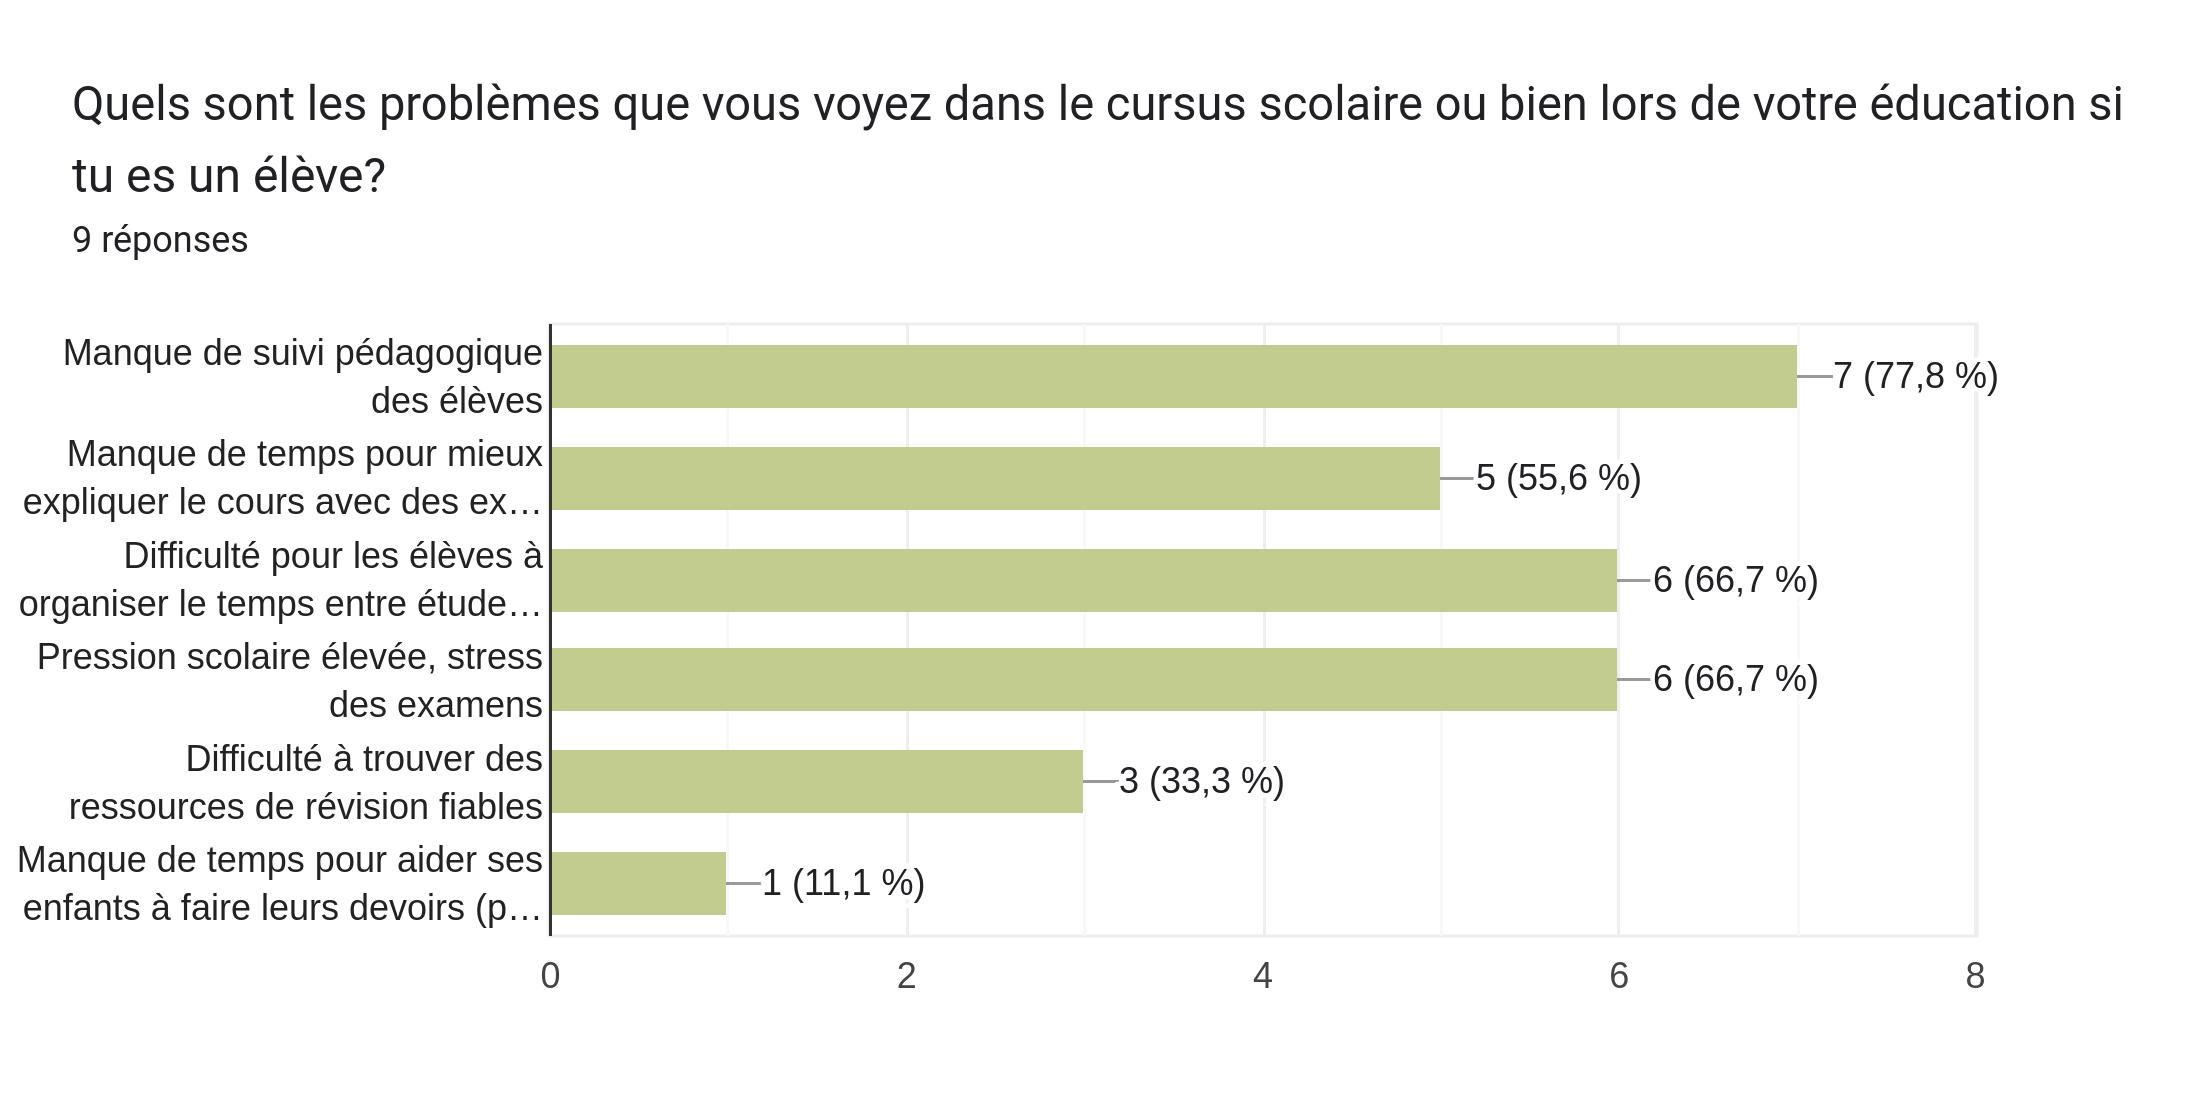 Quels sont les problèmes que vous voyez dans le cursus scolaire ou bien lors de votre éducation si
tu es un élève?
9 réponses
Manque de suivi pédagogique
des élèves
7 (77,8 %)
Manque de temps pour mieux
expliquer le cours avec des ex…
5 (55,6 %)
Difficulté pour les élèves à
organiser le temps entre étude…
6 (66,7 %)
Pression scolaire élevée, stress
des examens
6 (66,7 %)
Difficulté à trouver des
ressources de révision fiables
3 (33,3 %)
Manque de temps pour aider ses
enfants à faire leurs devoirs (p…
1 (11,1 %)
0 2 4 6 8